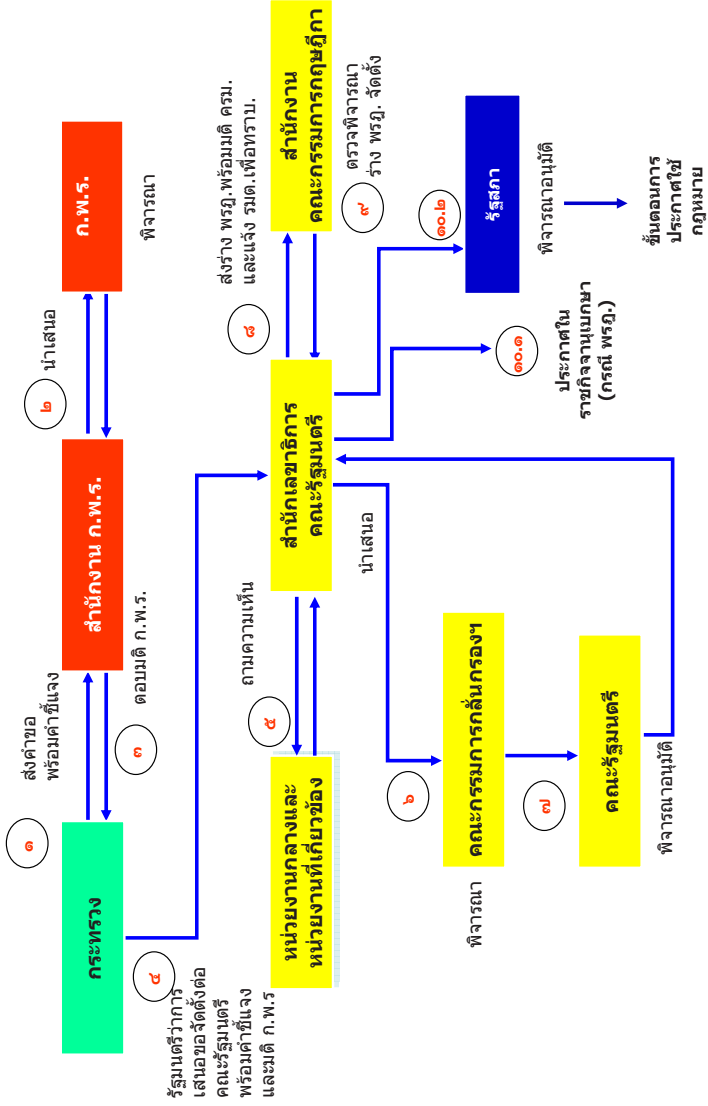 ๑
ส่งคำขอ
พร้อมคำชี้แจง
๒
นำเสนอ
กระทรวง
สำนักงาน ก.พ.ร.
ก.พ.ร.
๓
ตอบมติ ก.พ.ร.
พิจารณา
๔
รัฐมนตรีว่าการ
เสนอขอจัดตั้งต่อ
คณะรัฐมนตรี
พร้อมคำชี้แจง
และมติ ก.พ.ร
๕
ถามความเห็น
๘
ส่งร่าง พรฎ.พร้อมมติ ครม.
และแจ้ง รมต.เพื่อทราบ.
หน่วยงานกลางและ
หน่วยงานที่เกี่ยวข้อง
สำนักเลขาธิการ
คณะรัฐมนตรี
สำนักงาน
คณะกรรมการกฤษฎีกา
๙
ตรวจพิจารณา
ร่าง พรฎ. จัดตั้ง
นำเสนอ
๖
๑๐.๒
คณะกรรมการกลั่นกรองฯ
พิจารณา
รัฐสภา
พิจารณาอนุมัติ
๗
๑๐.๑
ประกาศใน
ราชกิจจานุเบกษา
(กรณี พรฎ.)
คณะรัฐมนตรี
พิจารณาอนุมัติ
ขั้นตอนการ
ประกาศใช้
กฎหมาย